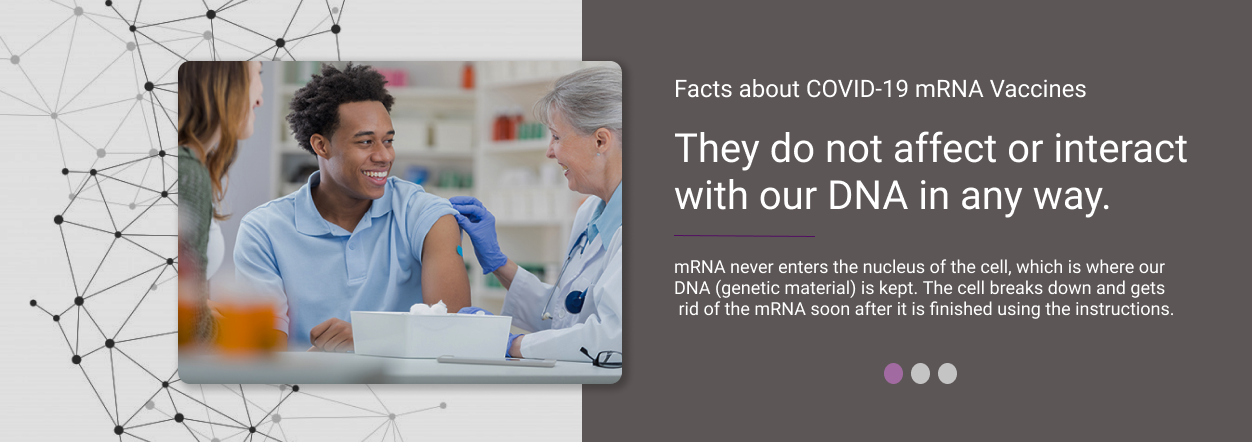 Facts about COVID-19 mRNA Vaccines
They do not affect or interact
with our DNA in any way.
mRNA never enters the nucleus of the cell, which is where our
DNA (genetic material) is kept. The cell breaks down and gets
rid of the mRNA soon after it is finished using the instructions.